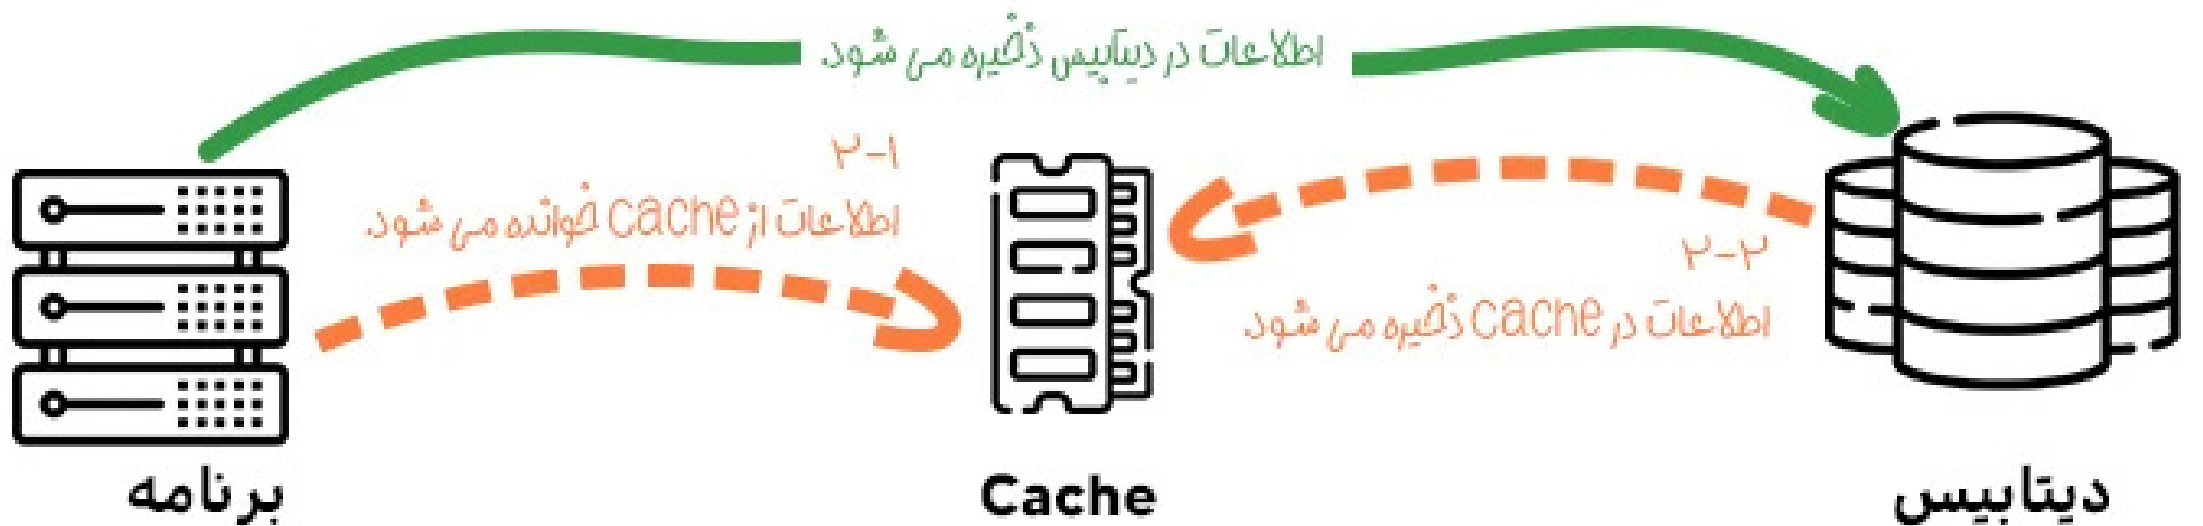 اطلاعات در دیتابیس ذخیره می شود.
۲-۱
اطلاعات از cache خوانده می شود.
۲-۲
اطلاعات در cache ذخیره می شود.
برنامه
Cache
دیتابیس